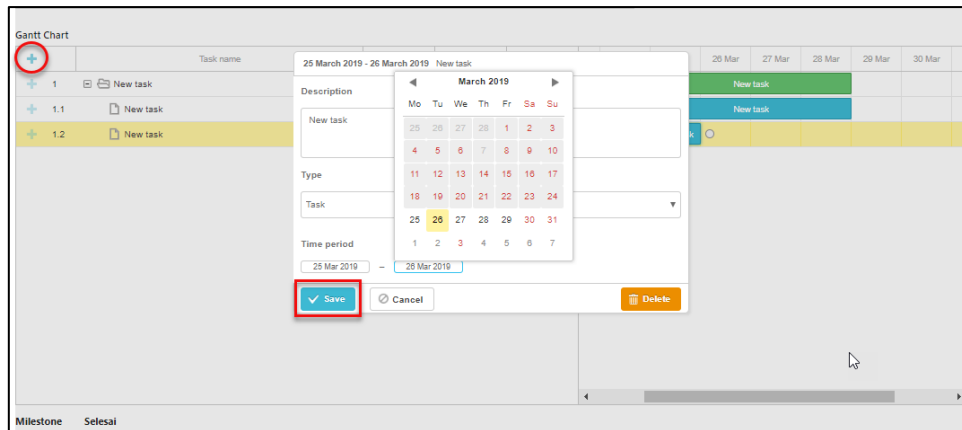 Gantt Chart
Task name
26 Mar 27 Mar 28 Mar 29 Mar 30 Mar
1 New task
1.1 New task
1.2 New task
New task
New task
k
25 March 2019 - 26 March 2019 New task
Description
New task
Type
Task
Time period
25 Mar 2019 – 26 Mar 2019
March 2019
Mo Tu We Th Fr Sa Su
25 26 27 28 1 2 3
4 5 6 7 8 9 10
11 12 13 14 15 16 17
18 19 20 21 22 23 24
25 26 27 28 29 30 31
1 2 3 4 5 6 7
Save Cancel Delete
Milestone Selesai